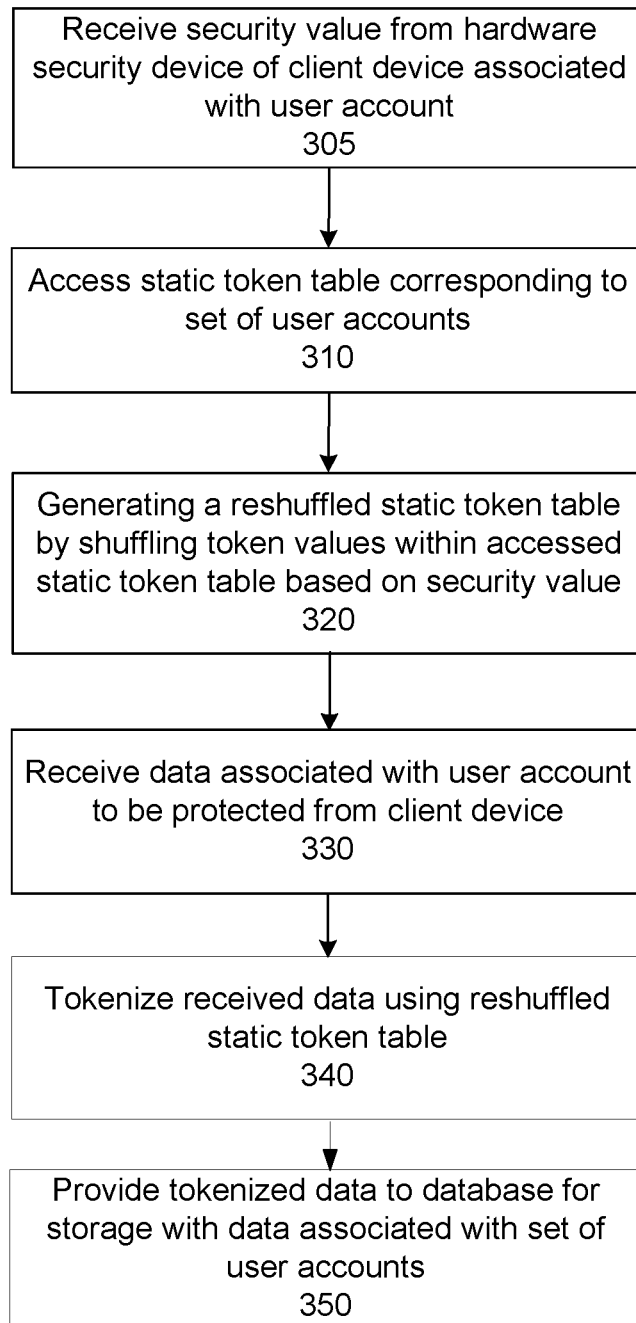 Receive security value from hardware
security device of client device associated
with user account
305
Access static token table corresponding to
set of user accounts
310
Generating a reshuffled static token table
by shuffling token values within accessed
static token table based on security value
320
Receive data associated with user account
to be protected from client device
330
Tokenize received data using reshuffled
static token table
340
Provide tokenized data to database for
storage with data associated with set of
user accounts
350